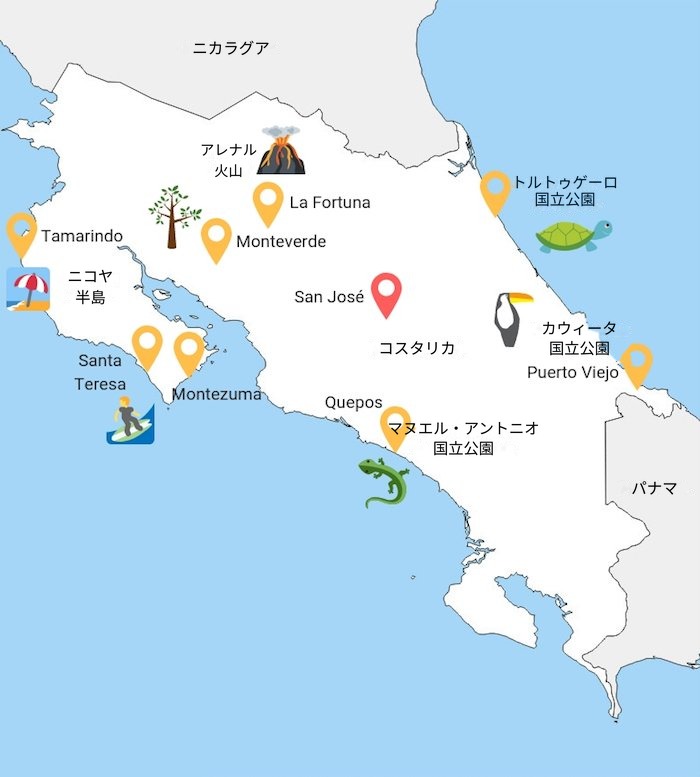 ニカラグア
アレナル
火山
La Fortuna
トルトゥゲーロ
国立公園
Tamarindo
Monteverde
ニコヤ
半島
San José
コスタリカ
カウィータ
国立公園
Puerto Viejo
Santa
Teresa
Montezuma
Quepos
マヌエル・アントニオ
国立公園
パナマ